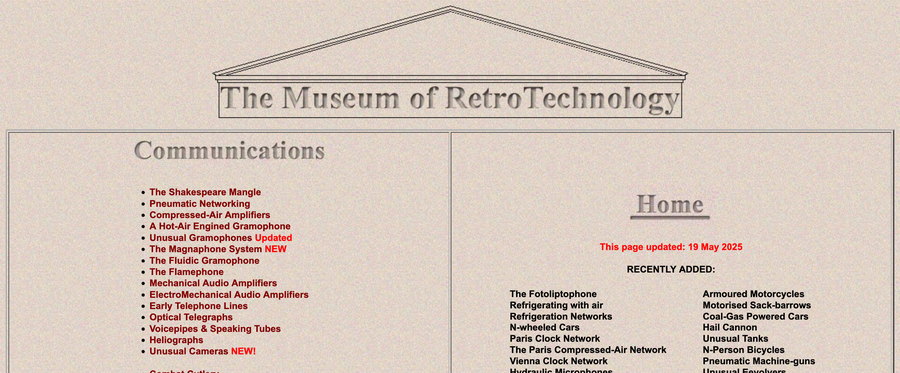 The Museum of RetroTechnology
Communications
The Shakespeare Mangle
Pneumatic Networking
Compressed-Air Amplifiers
A Hot-Air Engined Gramophone
Unusual Gramophones Updated
The Magnaphone System NEW
The Fluidic Gramophone
The Flamephone
Mechanical Audio Amplifiers
ElectroMechanical Audio Amplifiers
Early Telephone Lines
Optical Telegraphs
Voicepipes & Speaking Tubes
Heliographs
Unusual Cameras NEW!
Home
This page updated: 19 May 2025
RECENTLY ADDED:
The Fotoliptophone
Refrigerating with air
Refrigeration Networks
N-wheeled Cars
Paris Clock Network
The Paris Compressed-Air Network
Vienna Clock Network
Hydraulic Microphones
Armoured Motorcycles
Motorised Sack-barrows
Coal-Gas Powered Cars
Hail Cannon
Unusual Tanks
N-Person Bicycles
Pneumatic Machine-guns
Unusual